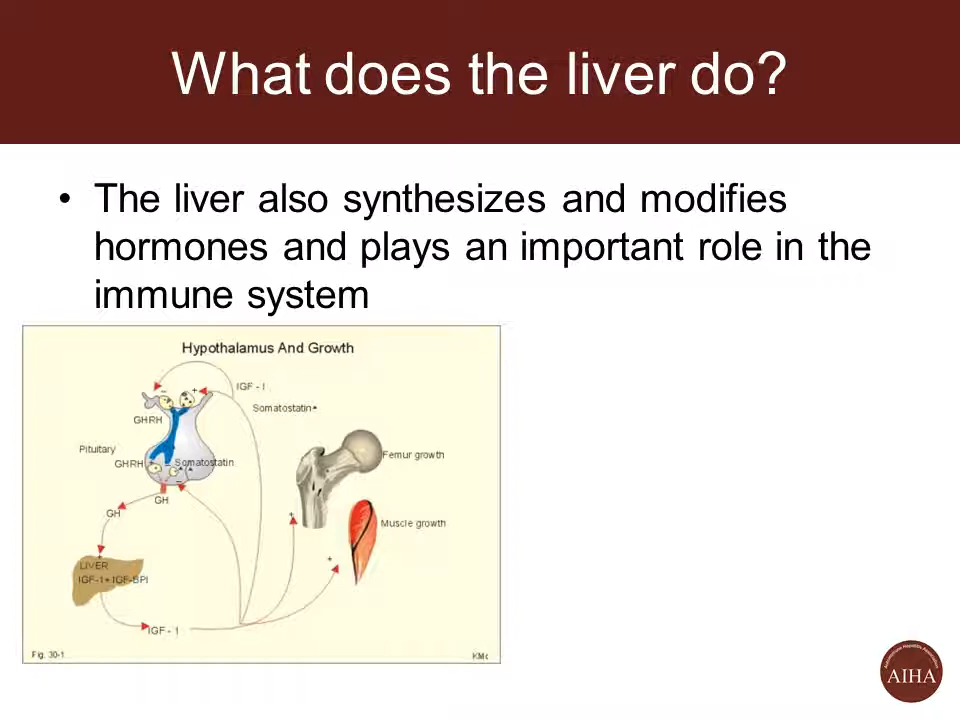 What does the liver do?
• The liver also synthesizes and modifies
hormones and plays an important role in the
immune system
Hypothalamus And Growth
IGF - I
Somatostatin
GHRH
Pituitary
GHRH
Somatostatin
Femur growth
GH
GH
Muscle growth
LIVER
IGF-1+ IGF-BPI
IGF - 1
Fig. 30-1
AIHA